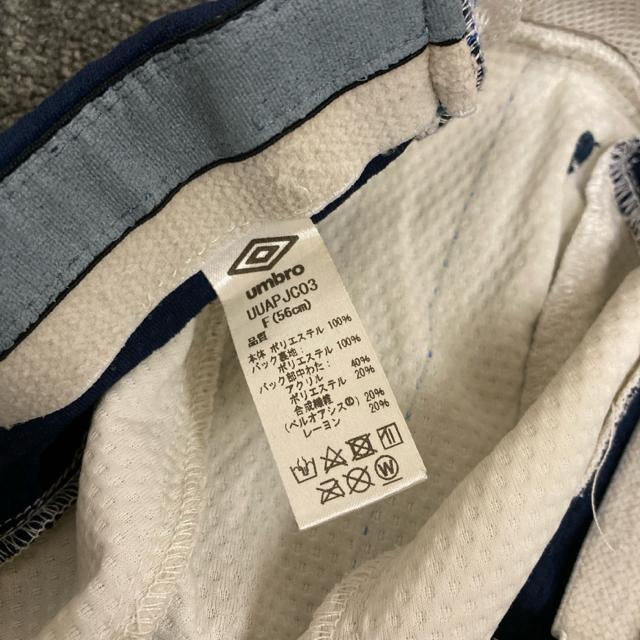 umbro
UUAPJC03
F(56cm)
品質
本体 ポリエステル 100%
パック裏地:
ポリエステル 100%
パック部中わた:
アクリル 40%
ポリエステル 20%
合成繊維
(ベルオアシス®) 20%
レーヨン 20%
W